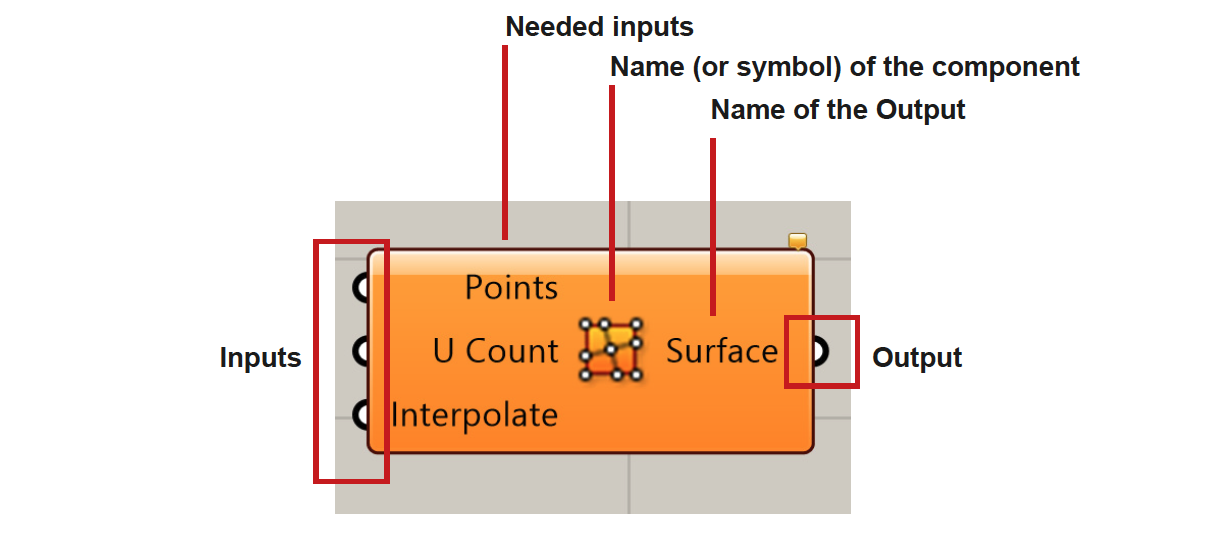 Needed inputs
Name (or symbol) of the component
Name of the Output
Points
Inputs
U Count
Surface
Output
Interpolate